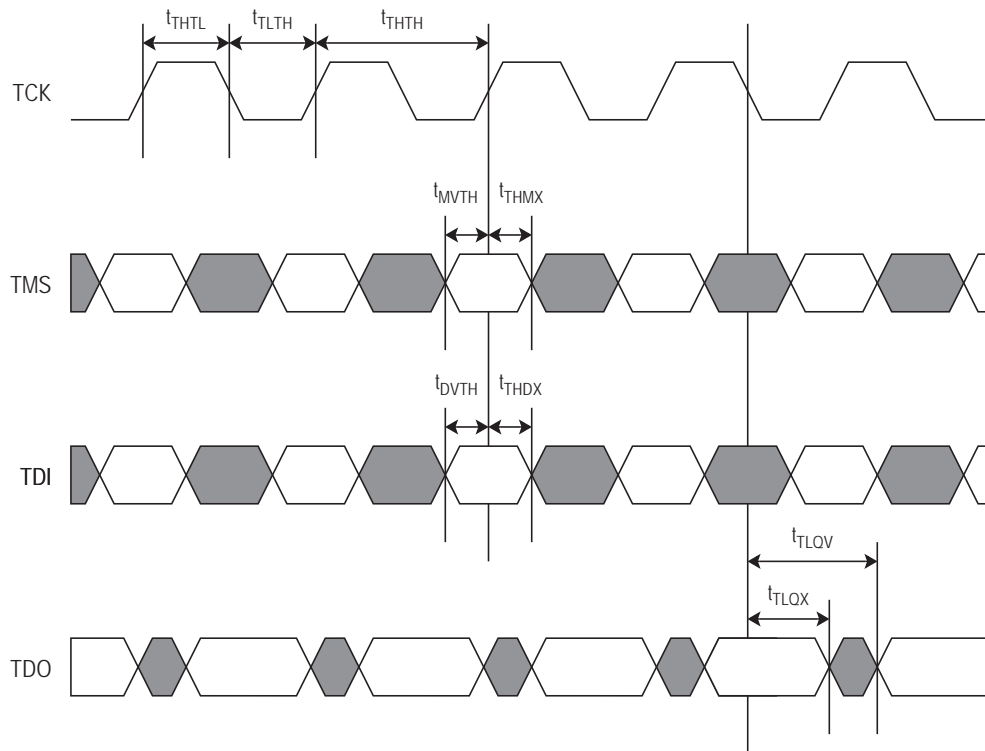 tTHTL tTLTH tTHTH
TCK
tMVTH tTHMX
TMS
tDVTH tTHDX
TDI
tTLQV
tTLQX
TDO